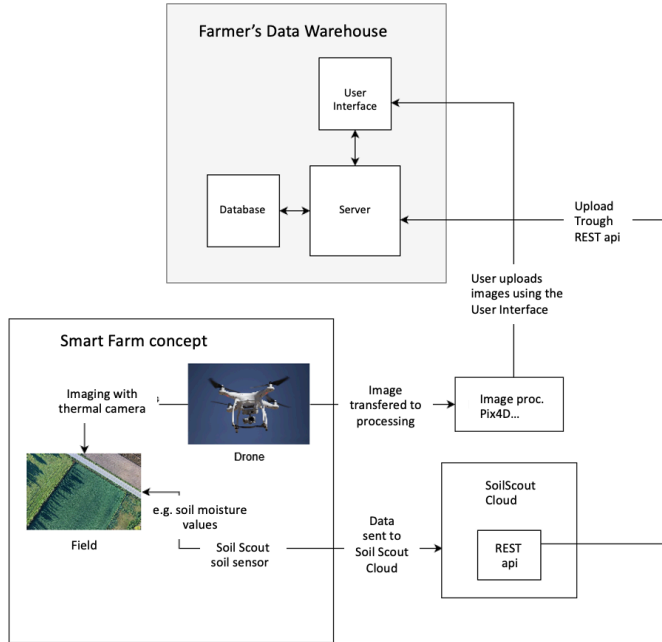 Farmer's Data Warehouse
User
Interface
Database
Server
Upload
Trough
REST api
User uploads
images using the
User Interface
Smart Farm concept
Imaging with
thermal camera
Drone
Image
transfered to
processing
Image proc.
Pix4D...
Field
e.g. soil moisture
values
Soil Scout
soil sensor
Data
sent to
Soil Scout
Cloud
SoilScout
Cloud
REST
api